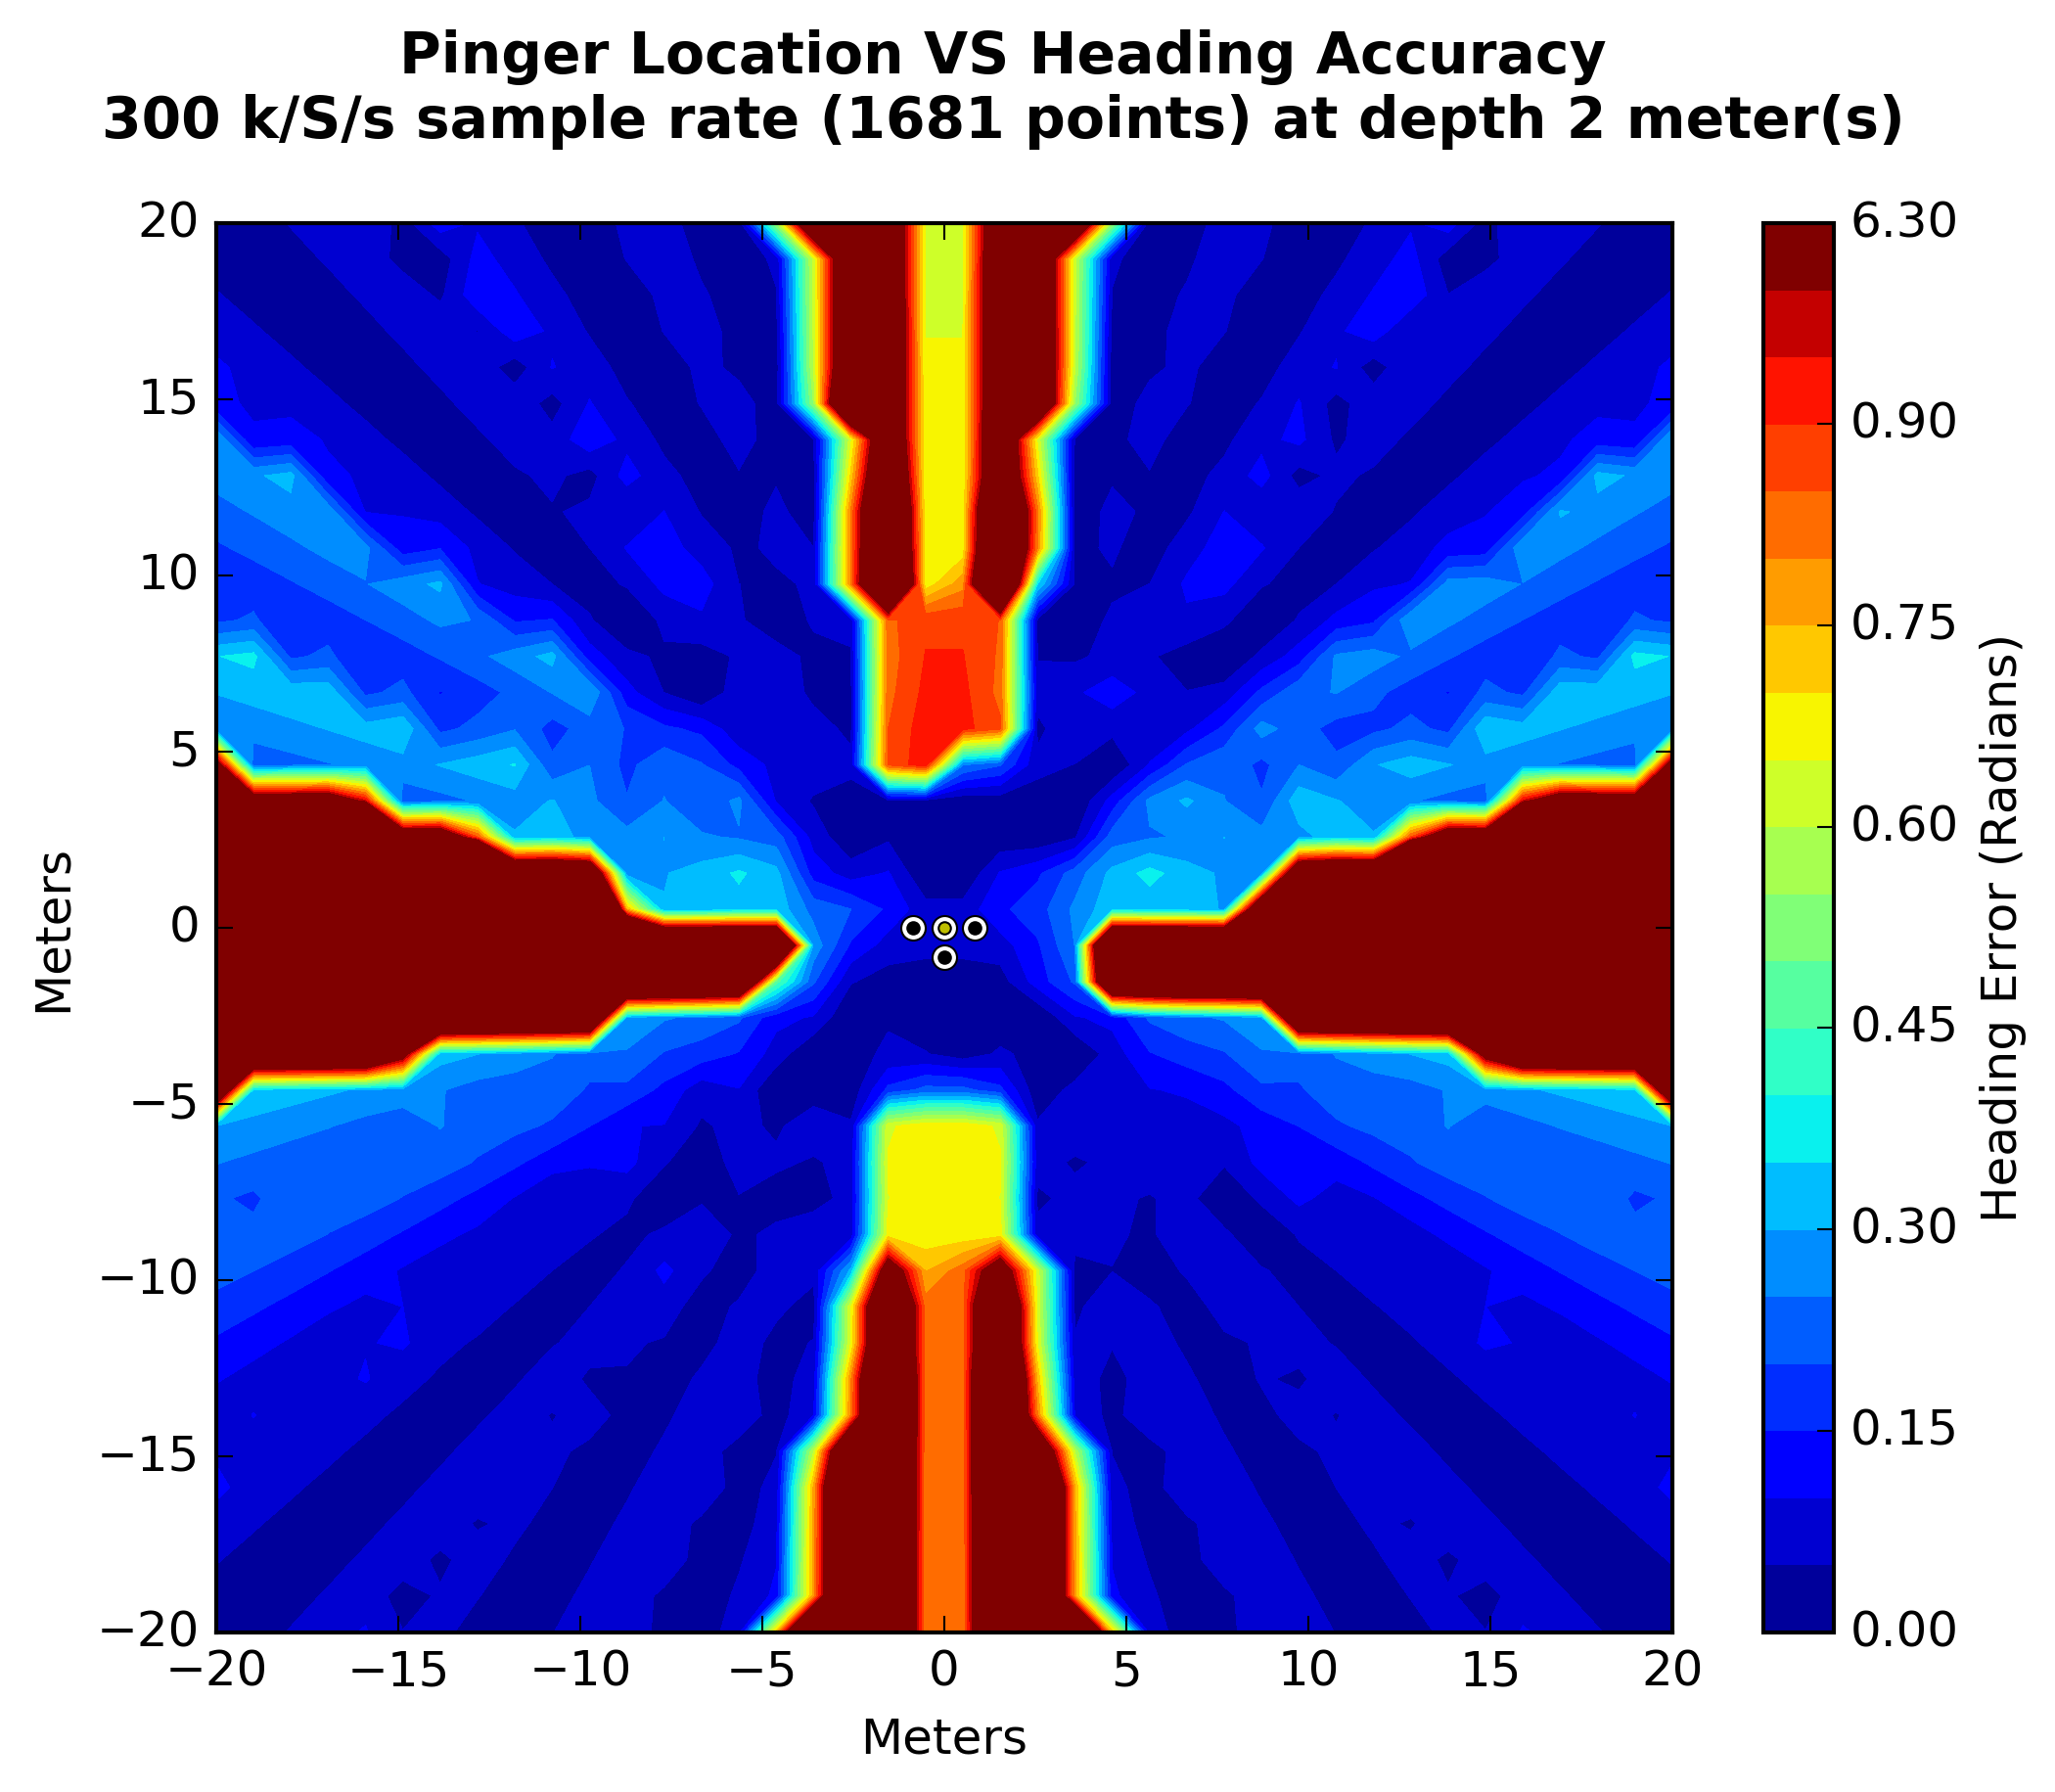 Pinger Location VS Heading Accuracy
300 k/S/s sample rate (1681 points) at depth 2 meter(s)
20
15
10
5
0
−5
−10
−15
−20
Meters
−20 −15 −10 −5 0 5 10 15 20
Meters
6.30
0.90
0.75
0.60
0.45
0.30
0.15
0.00
Heading Error (Radians)